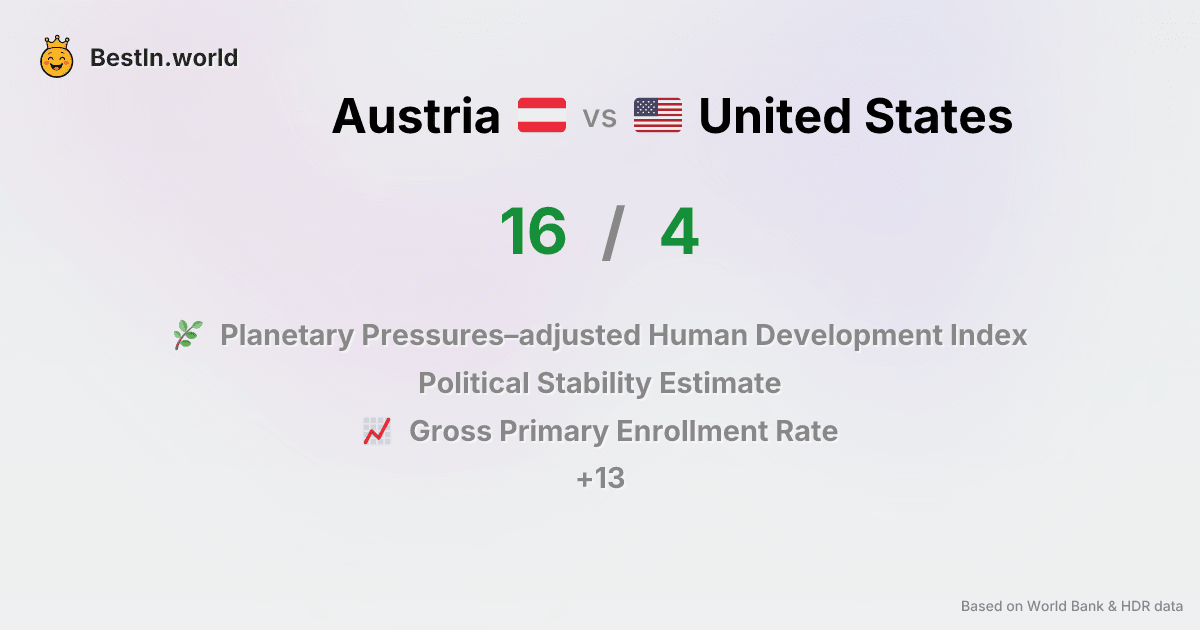 BestIn.world
Austria vs United States
16 / 4
Planetary Pressures–adjusted Human Development Index
Political Stability Estimate
Gross Primary Enrollment Rate
+13
Based on World Bank & HDR data